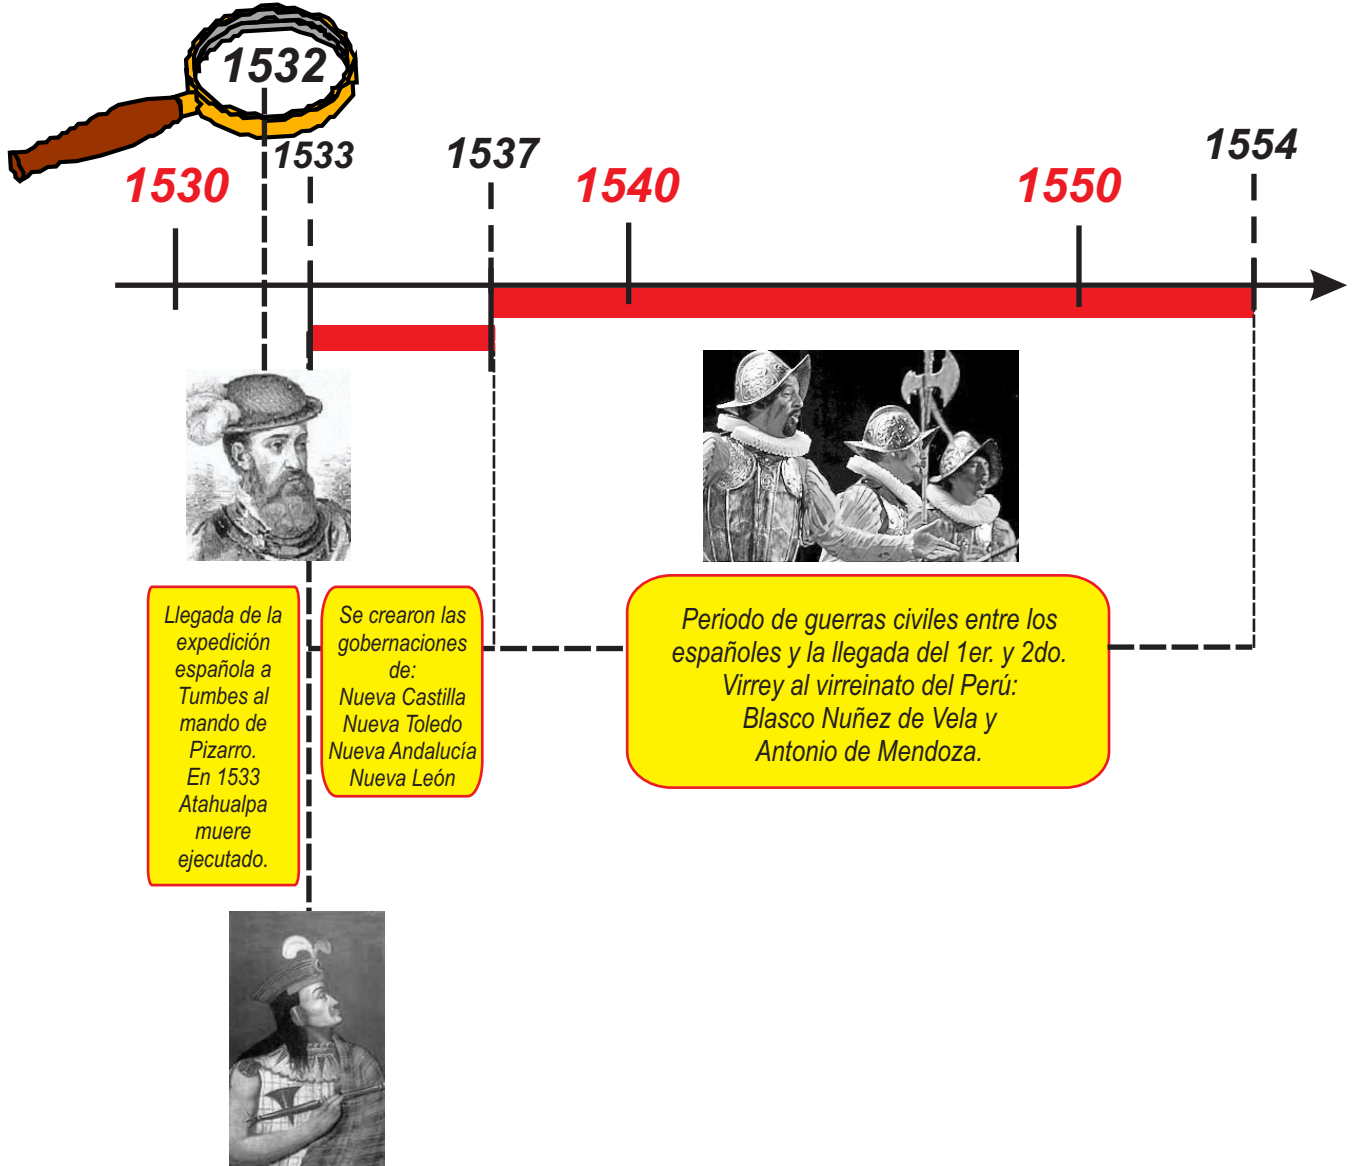 1532
1533
1537
1554
1530
1540
1550
Llegada de la
expedición
española a
Tumbes al
mando de
Pizarro.
En 1533
Atahualpa
muere
ejecutado.
Se crearon las
gobernaciones
de:
Nueva Castilla
Nueva Toledo
Nueva Andalucía
Nueva León
Periodo de guerras civiles entre los
españoles y la llegada del 1er. y 2do.
Virrey al virreinato del Perú:
Blasco Nuñez de Vela y
Antonio de Mendoza.